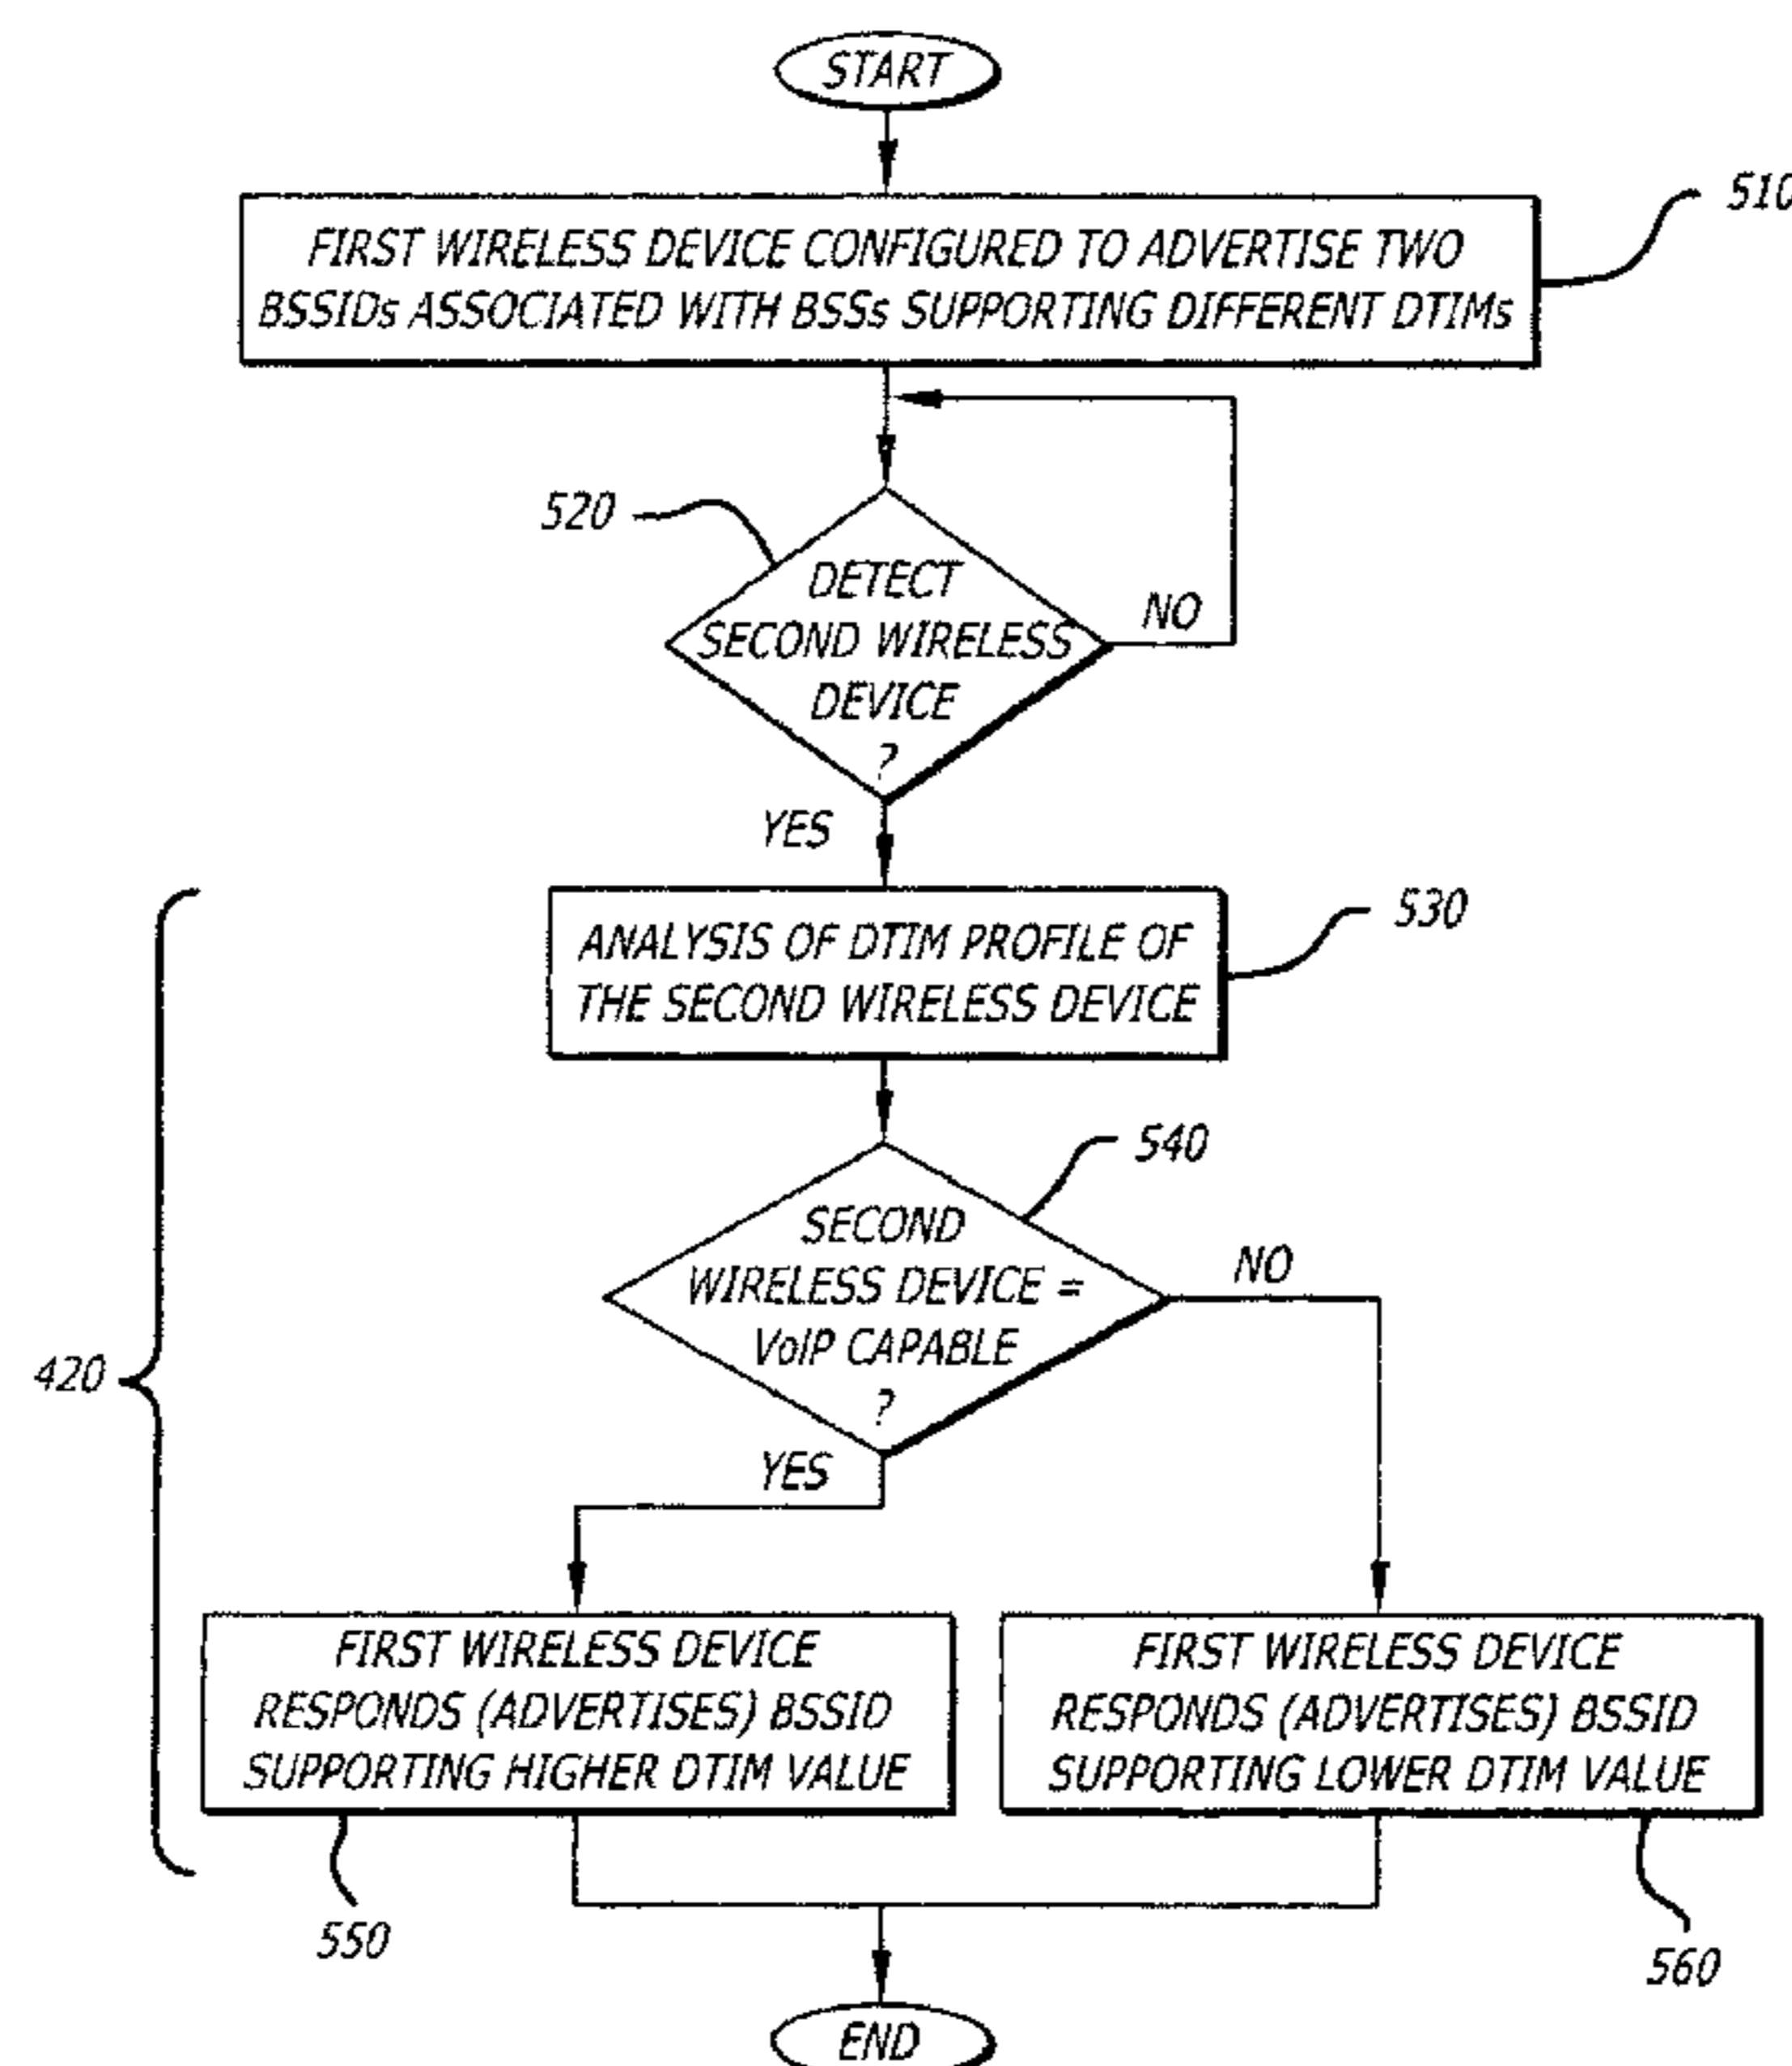 START
FIRST WIRELESS DEVICE CONFIGURED TO ADVERTISE TWO
BSSIDs ASSOCIATED WITH BSSs SUPPORTING DIFFERENT DTIMs
510
520
DETECT
SECOND WIRELESS
DEVICE
?
NO
YES
ANALYSIS OF DTIM PROFILE OF
THE SECOND WIRELESS DEVICE
530
540
SECOND
WIRELESS DEVICE =
VoIP CAPABLE
?
NO
YES
420
FIRST WIRELESS DEVICE
RESPONDS (ADVERTISES) BSSID
SUPPORTING HIGHER DTIM VALUE
FIRST WIRELESS DEVICE
RESPONDS (ADVERTISES) BSSID
SUPPORTING LOWER DTIM VALUE
550
560
END